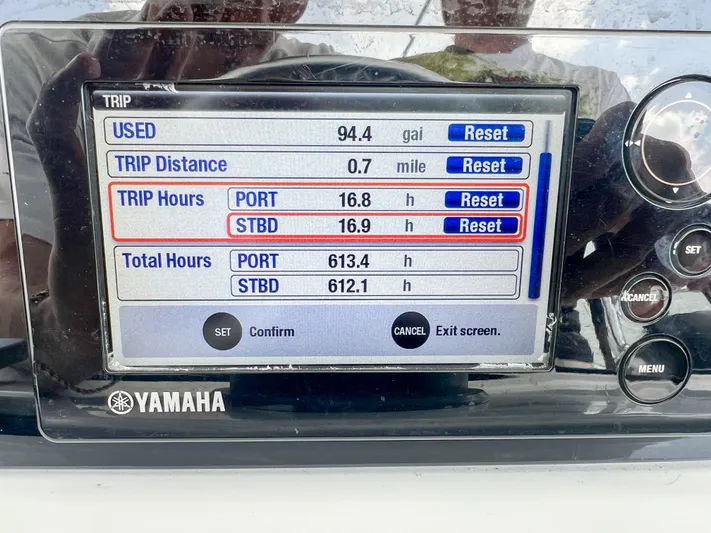 TRIP
USED 94.4 gal Reset
TRIP Distance 0.7 mile Reset
TRIP Hours PORT 16.8 h Reset
STBD 16.9 h Reset
Total Hours PORT 613.4 h
STBD 612.1 h
SET Confirm CANCEL Exit screen.
SET
CANCEL
MENU
YAMAHA